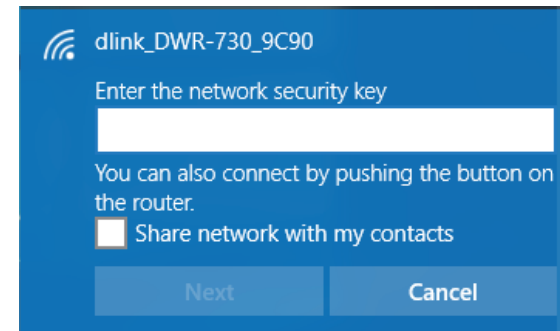 dlink_DWR-730_9C90
Enter the network security key
You can also connect by pushing the button on
the router.
Share network with my contacts
Next Cancel